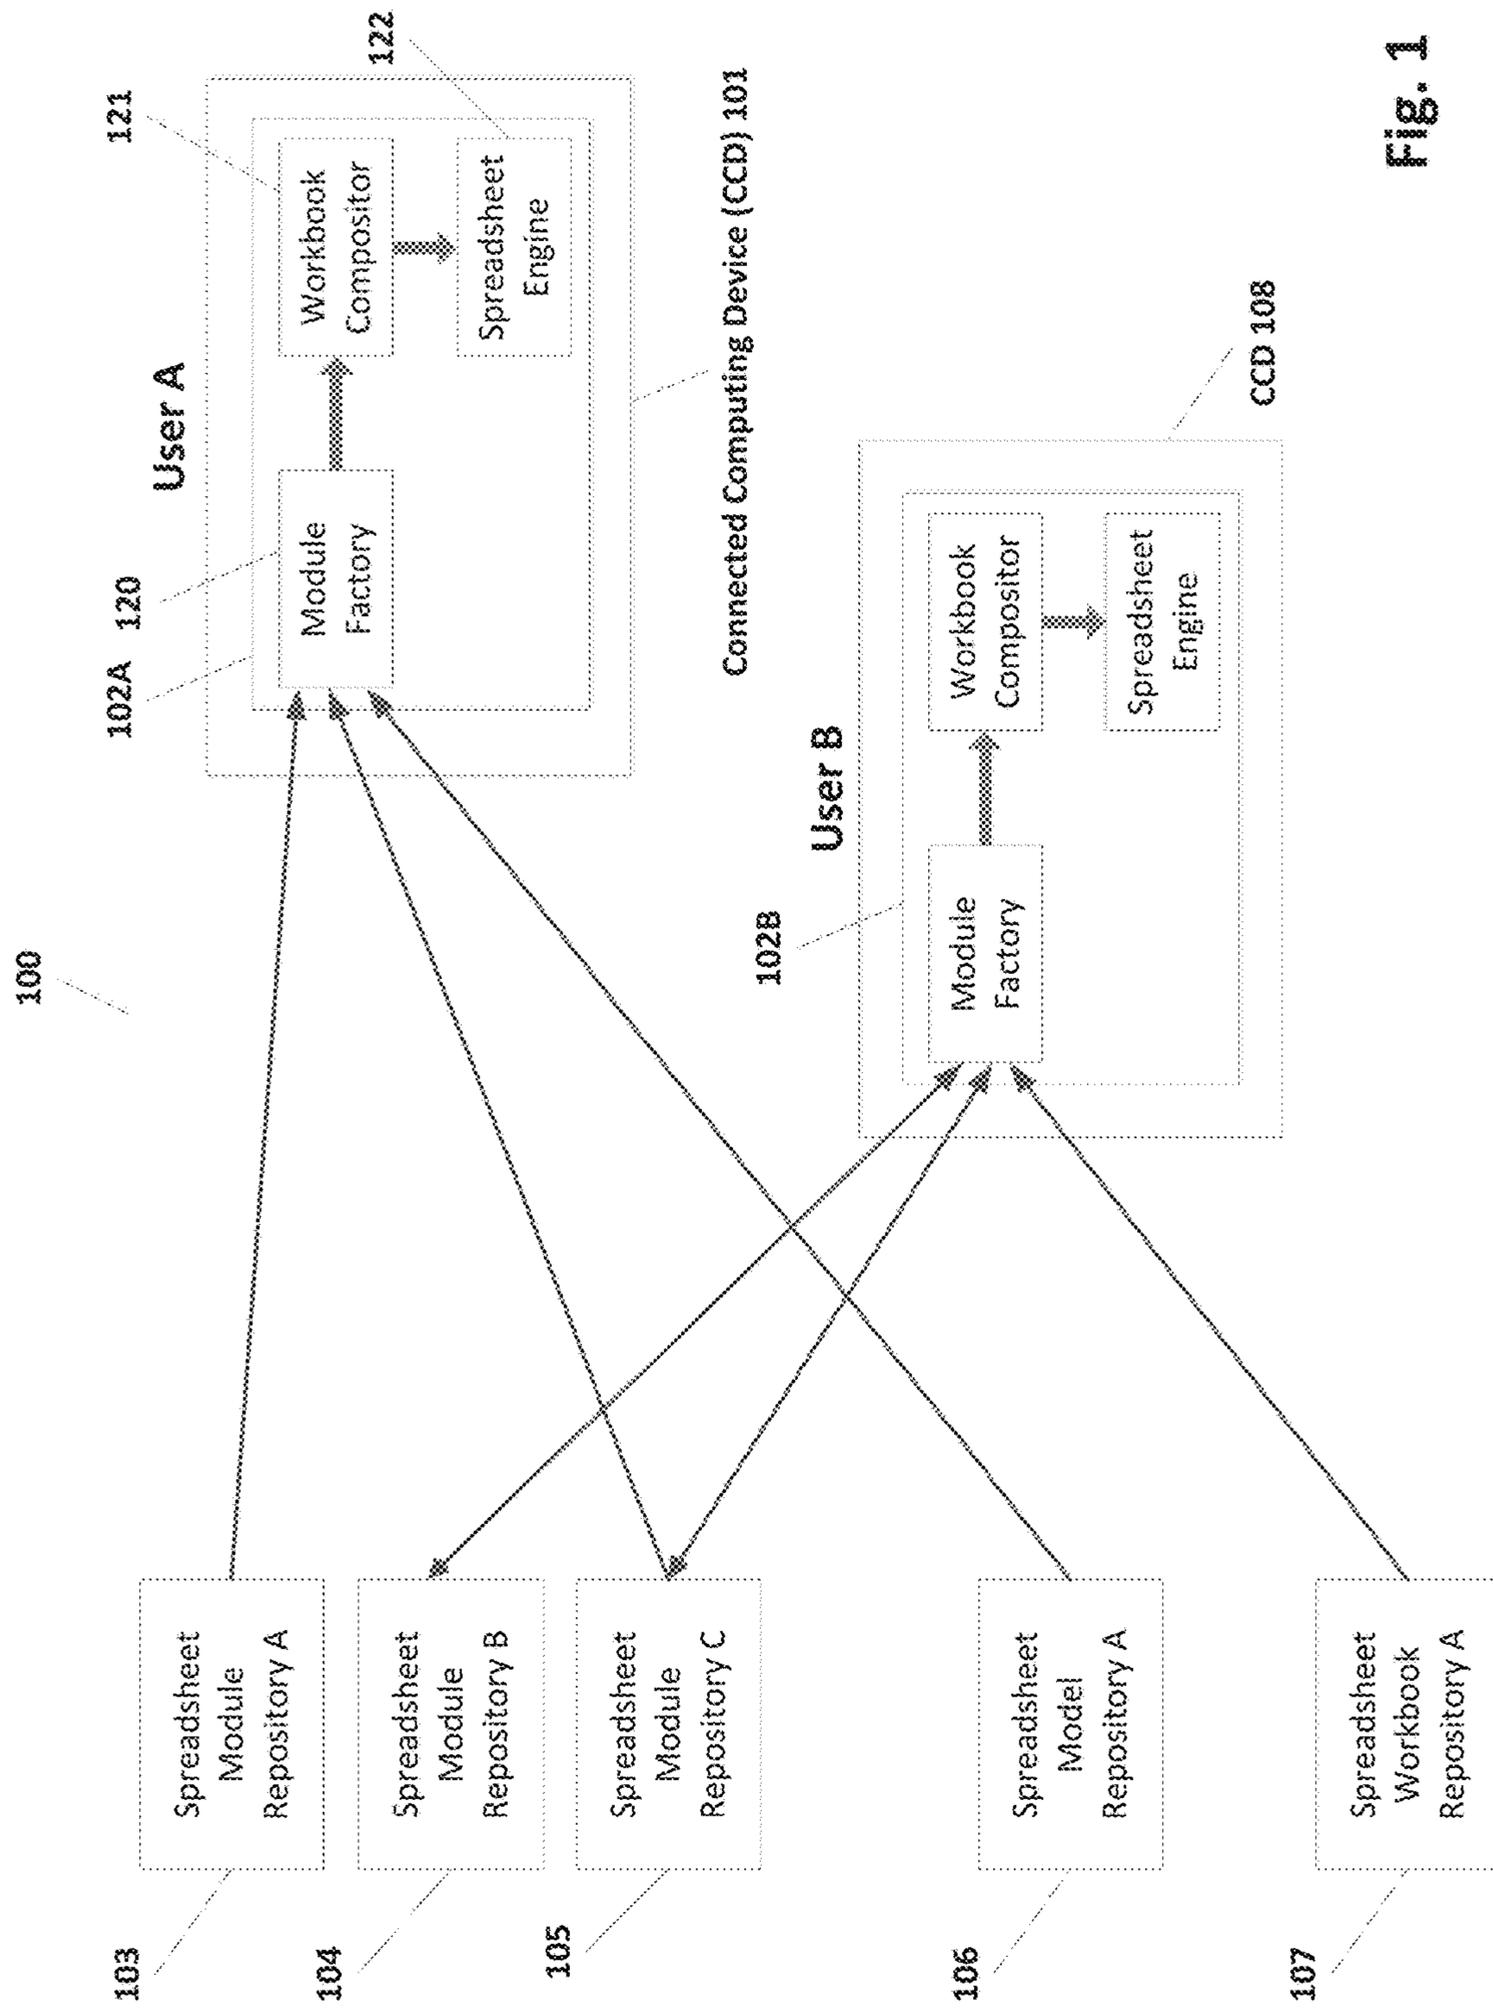 100
103
Spreadsheet
Module
Repository A
104
Spreadsheet
Module
Repository B
105
Spreadsheet
Module
Repository C
106
Spreadsheet
Model
Repository A
107
Spreadsheet
Workbook
Repository A
User A
102A
120
Module
Factory
121
Workbook
Compositor
122
Spreadsheet
Engine
Connected Computing Device (CCD) 101
User B
102B
Module
Factory
Workbook
Compositor
Spreadsheet
Engine
CCD 108
Fig. 1